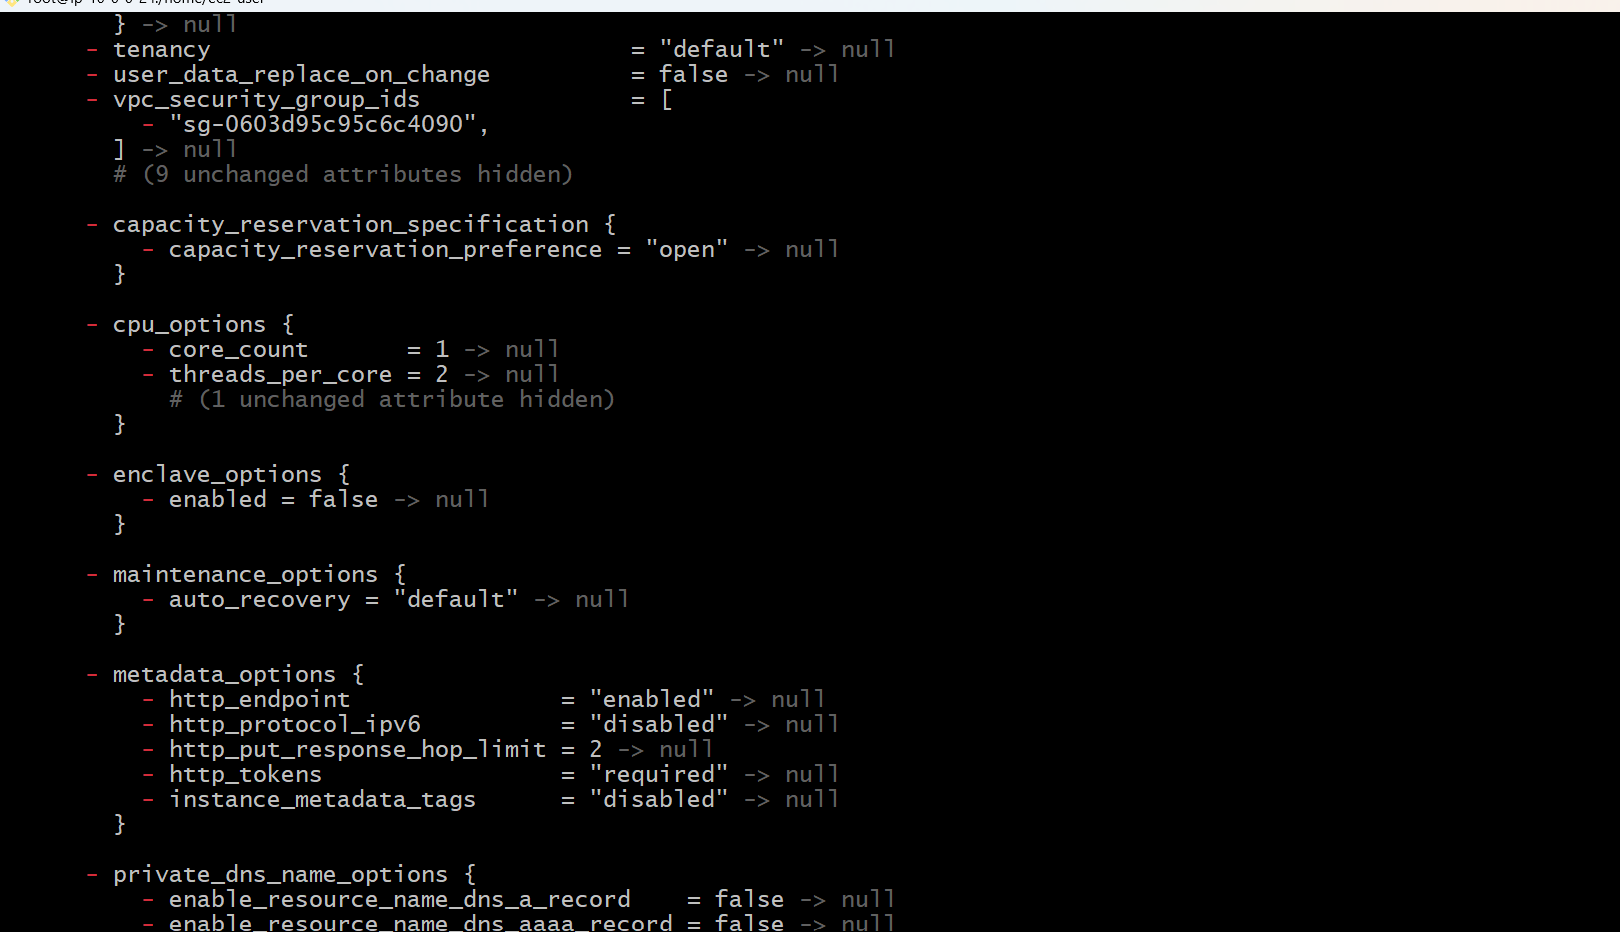 } -> null
- tenancy = "default" -> null
- user_data_replace_on_change = false -> null
- vpc_security_group_ids = [
- "sg-0603d95c95c6c4090",
] -> null
# (9 unchanged attributes hidden)
- capacity_reservation_specification {
- capacity_reservation_preference = "open" -> null
}
- cpu_options {
- core_count = 1 -> null
- threads_per_core = 2 -> null
# (1 unchanged attribute hidden)
}
- enclave_options {
- enabled = false -> null
}
- maintenance_options {
- auto_recovery = "default" -> null
}
- metadata_options {
- http_endpoint = "enabled" -> null
- http_protocol_ipv6 = "disabled" -> null
- http_put_response_hop_limit = 2 -> null
- http_tokens = "required" -> null
- instance_metadata_tags = "disabled" -> null
}
- private_dns_name_options {
- enable_resource_name_dns_a_record = false -> null
- enable_resource_name_dns_aaaa_record = false -> null